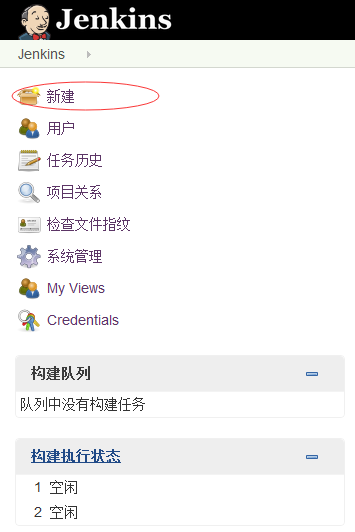 Jenkins
Jenkins
新建
用户
任务历史
项目关系
检查文件指纹
系统管理
My Views
Credentials
构建队列
队列中没有构建任务
构建执行状态
1 空闲
2 空闲